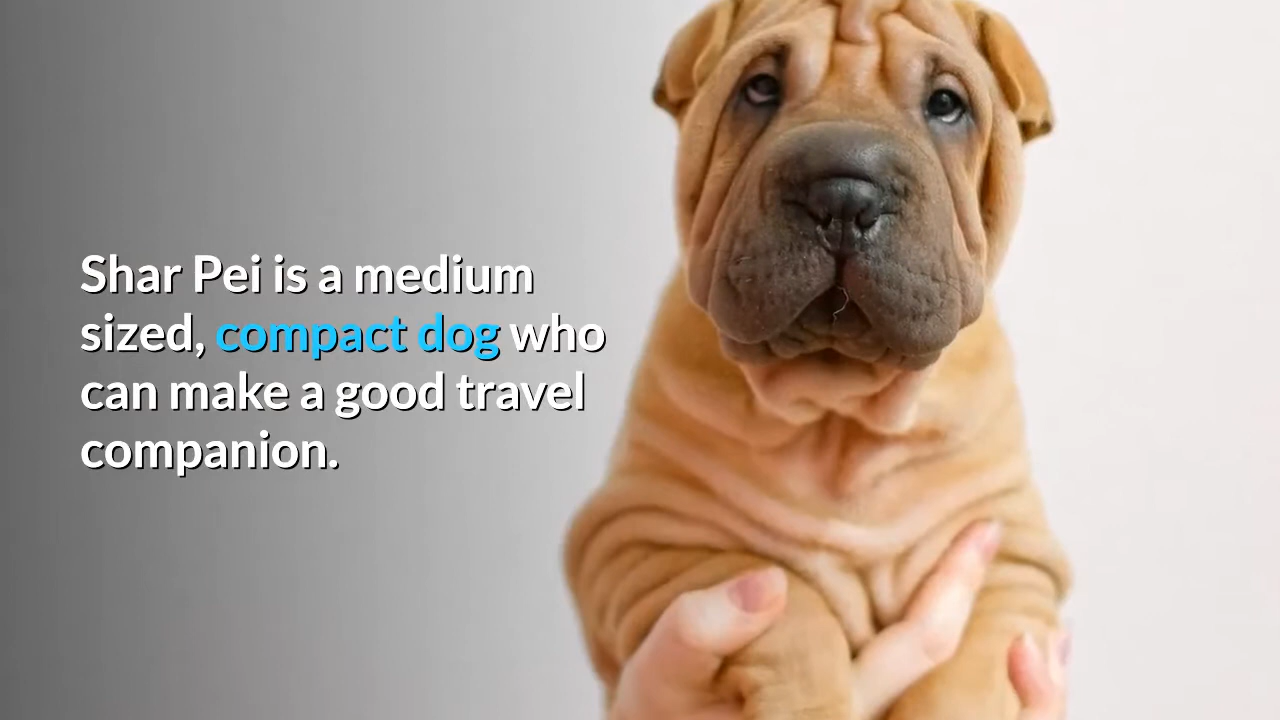 Shar Pei is a medium
sized, compact dog who
can make a good travel
companion.